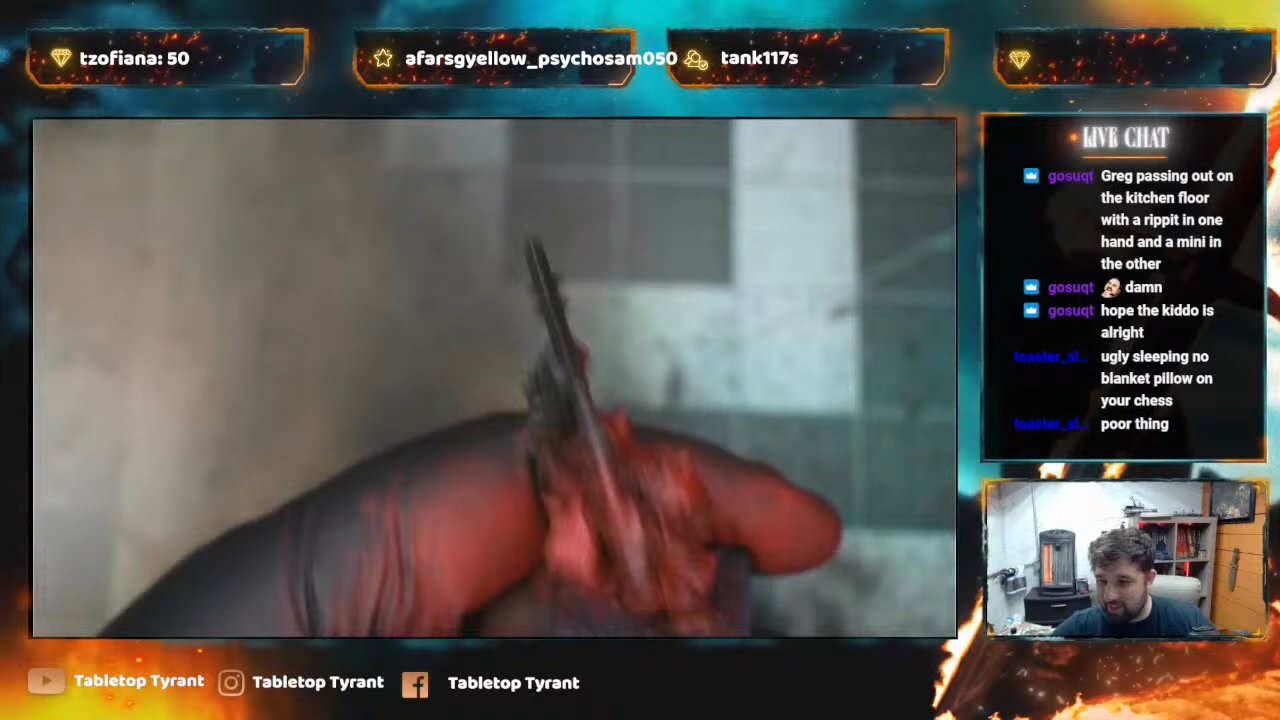 tzofiana: 50
afarsgyellow_psychosam050
tank117s
LIVE CHAT
gosuqt Greg passing out on
the kitchen floor
with a rippit in one
hand and a mini in
the other
gosuqt damn
gosuqt hope the kiddo is
alright
toaster_sl... ugly sleeping no
blanket pillow on
your chess
toaster_sl... poor thing
Tabletop Tyrant
Tabletop Tyrant
Tabletop Tyrant